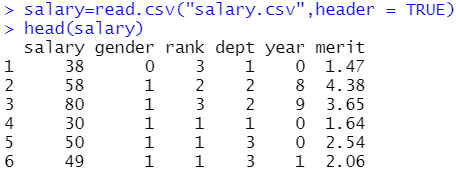 > salary=read.csv("salary.csv",header = TRUE)
> head(salary)
  salary gender rank dept year merit
1     38      0    3    1    0  1.47
2     58      1    2    2    8  4.38
3     80      1    3    2    9  3.65
4     30      1    1    1    0  1.64
5     50      1    1    3    0  2.54
6     49      1    1    3    1  2.06